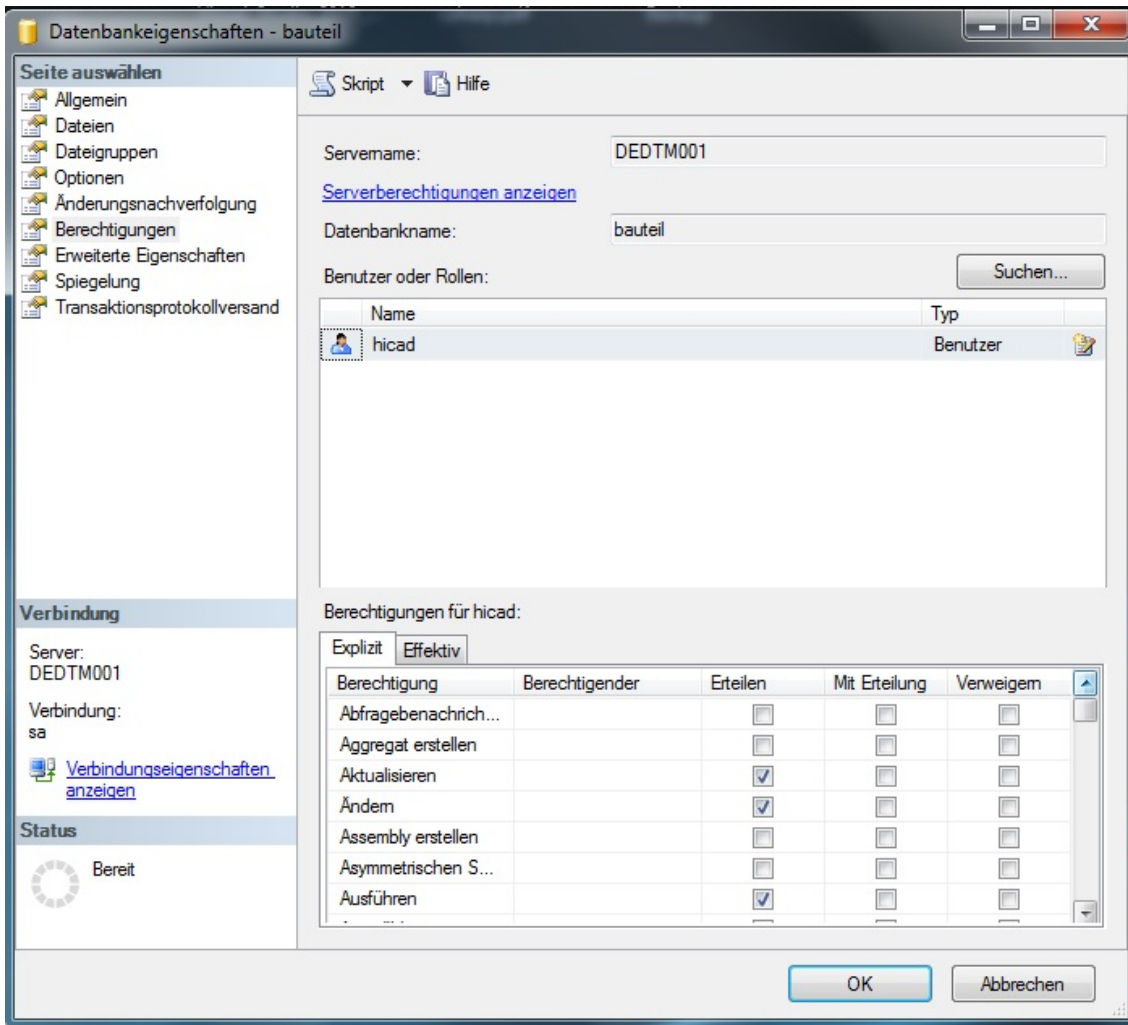 Datenbankeigenschaften - bauteil
Seite auswählen
Allgemein
Dateien
Dateigruppen
Optionen
Änderungsnachverfolgung
Berechtigungen
Erweiterte Eigenschaften
Spiegelung
Transaktionsprotokollversand
Verbindung
Server:
DEDTM001
Verbindung:
sa
Verbindungseigenschaften
anzeigen
Status
Bereit
Skript Hilfe
Servername: DEDTM001
Serverberechtigungen anzeigen
Datenbankname: bauteil
Benutzer oder Rollen: Suchen...
Name Typ
hicad Benutzer
Berechtigungen für hicad:
Explizit Effektiv
Berechtigung Berechtigender Erteilen Mit Erteilung Verweigern
Abfragebenachrich...
Aggregat erstellen
Aktualisieren
Ändern
Assembly erstellen
Asymmetrischen S...
Ausführen
OK Abbrechen